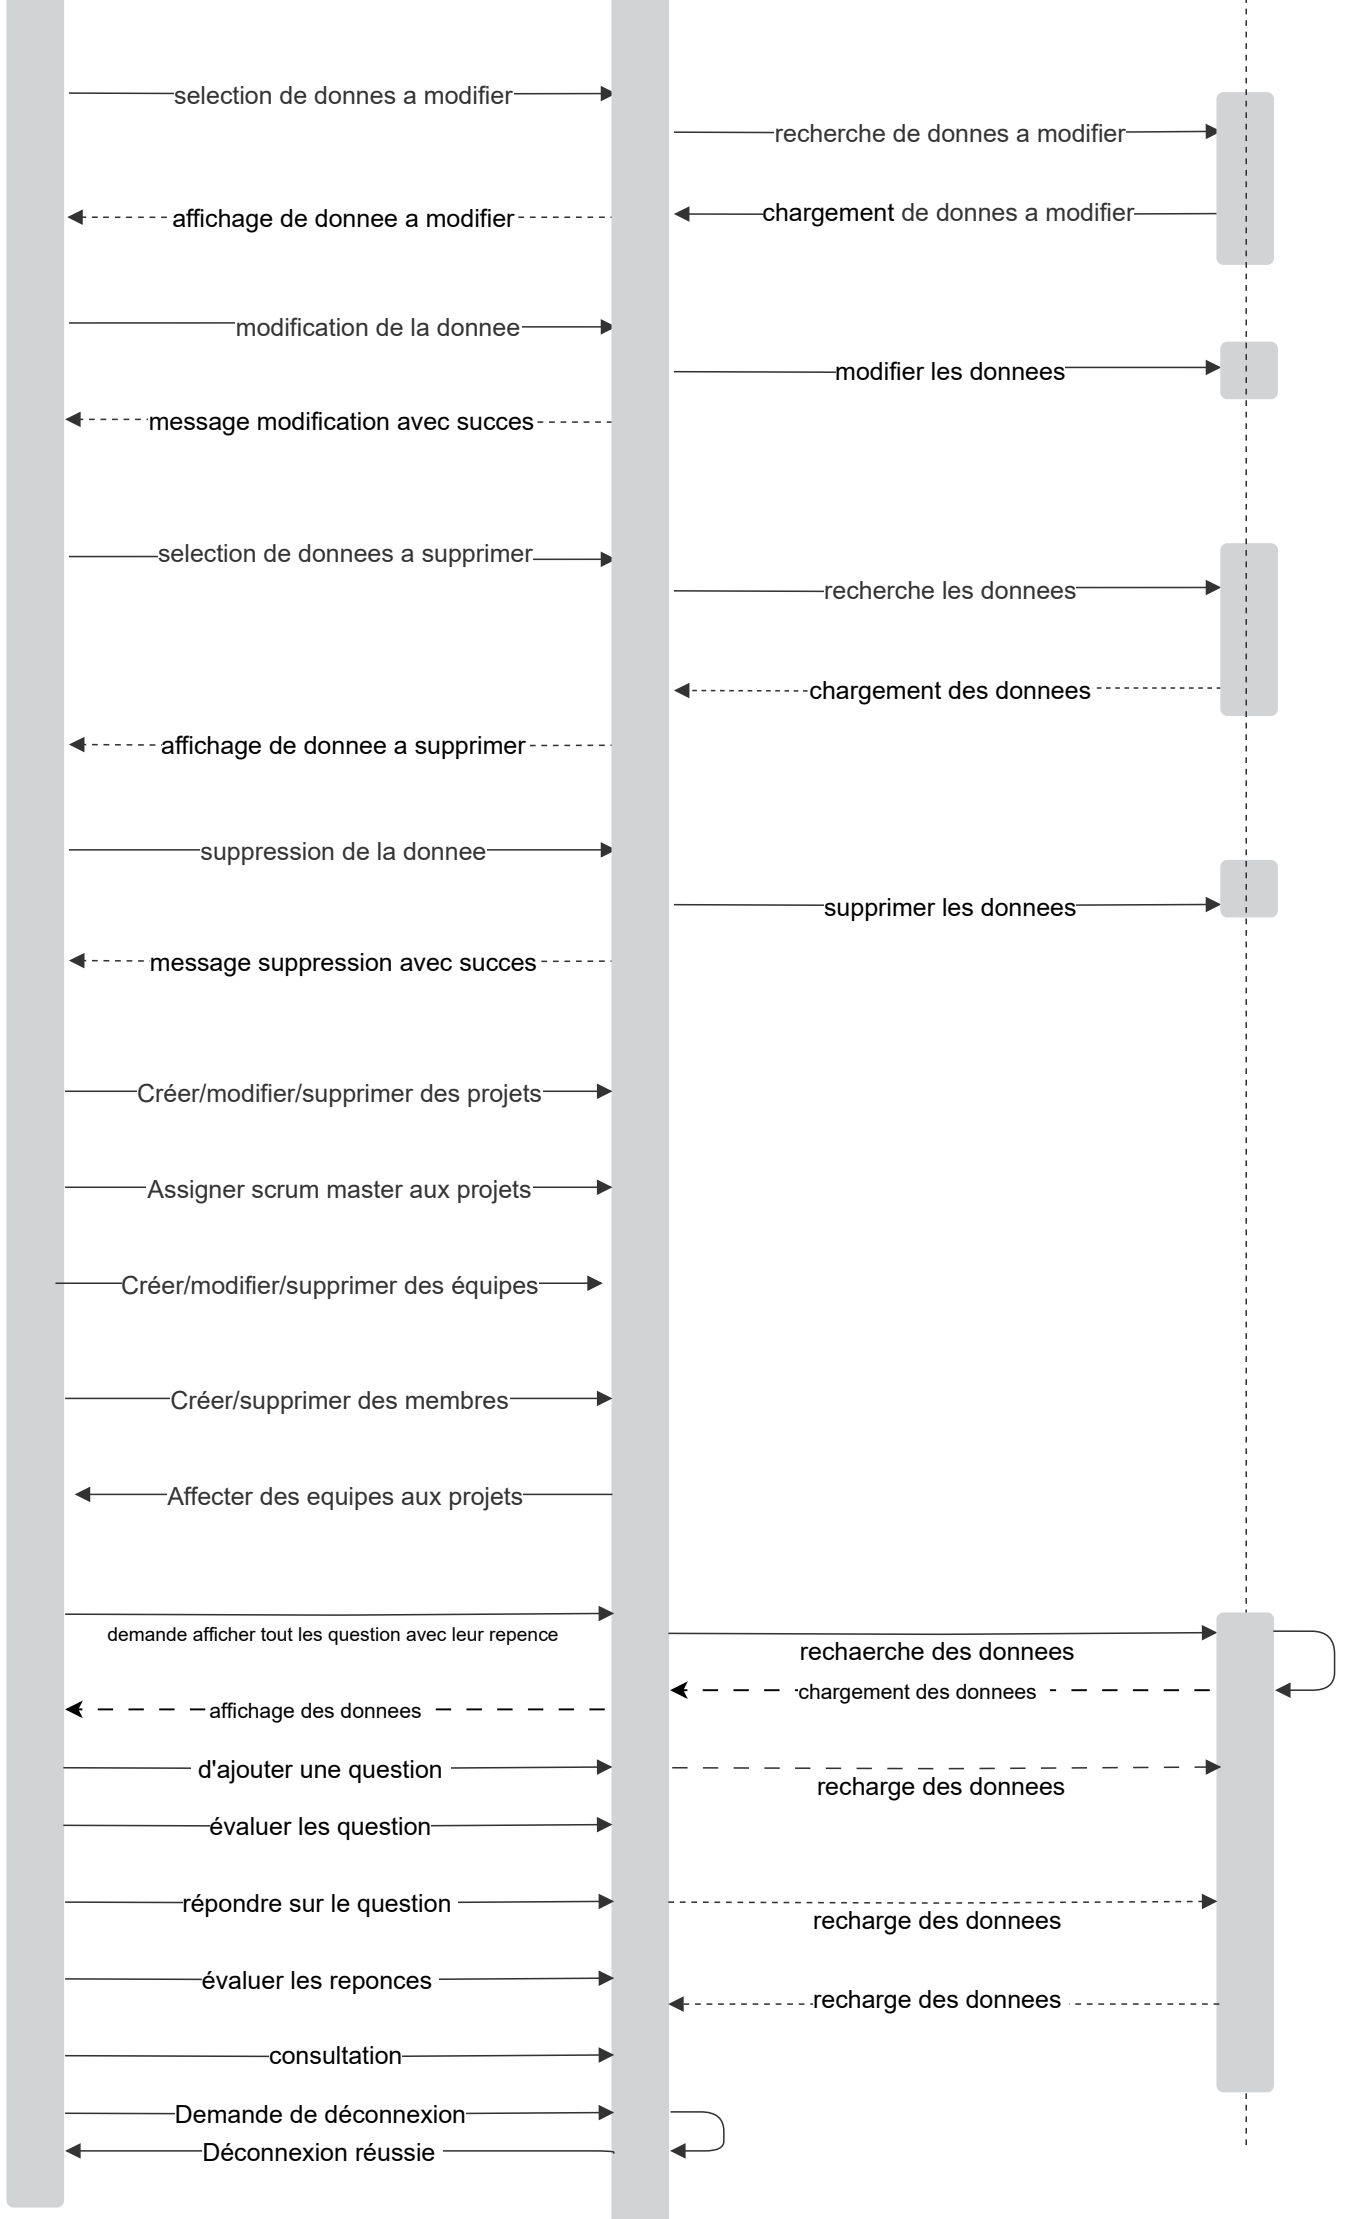 selection de donnes a modifier
recherche de donnes a modifier
affichage de donnee a modifier
chargement de donnes a modifier
modification de la donnee
modifier les donnees
message modification avec succes
selection de donnees a supprimer
recherche les donnees
chargement des donnees
affichage de donnee a supprimer
suppression de la donnee
supprimer les donnees
message suppression avec succes
Créer/modifier/supprimer des projets
Assigner scrum master aux projets
Créer/modifier/supprimer des équipes
Créer/supprimer des membres
Affecter des equipes aux projets
demande afficher tout les question avec leur repence
rechaerche des donnees
chargement des donnees
affichage des donnees
d'ajouter une question
recharge des donnees
évaluer les question
répondre sur le question
recharge des donnees
évaluer les reponces
recharge des donnees
consultation
Demande de déconnexion
Déconnexion réussie